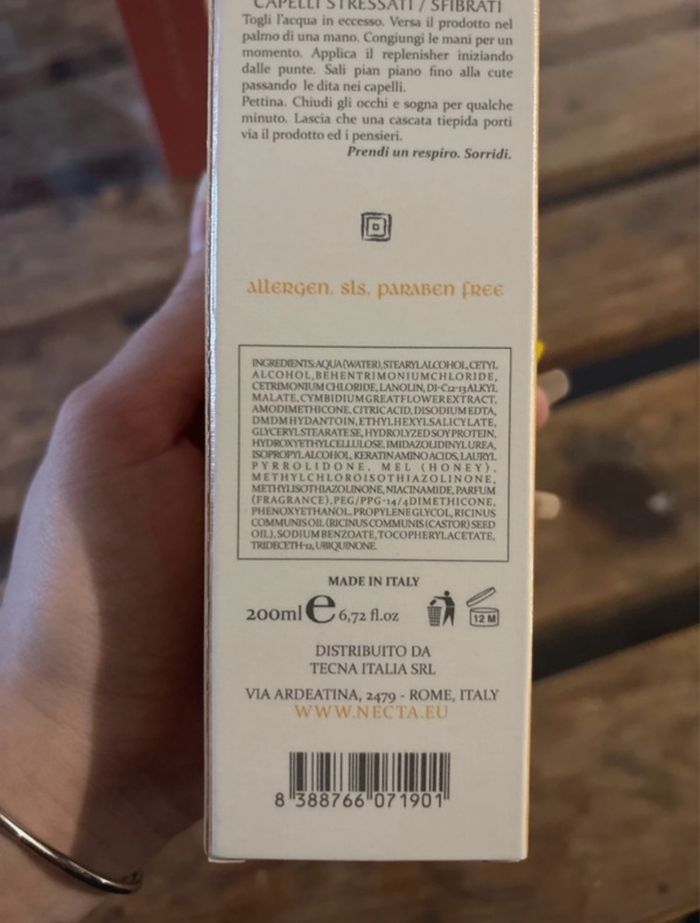 CAPELLI STRESSATI / SFIBRATI
Togli l'acqua in eccesso. Versa il prodotto nel
palmo di una mano. Congiungi le mani per un
momento. Applica il replenisher iniziando
dalle punte. Sali pian piano fino alla cute
passando le dita nei capelli.
Pettina. Chiudi gli occhi e sogna per qualche
minuto. Lascia che una cascata tiepida porti
via il prodotto ed i pensieri.
Prendi un respiro. Sorridi.
allergen, sls, paraben free
INGREDIENTS: AQUA (WATER), STEARYL ALCOHOL, CETYL
ALCOHOL, BEHENTRIMONIUM CHLORIDE,
CETRIMONIUM CHLORIDE, LANOLIN, DI-C12-13 ALKYL
MALATE, CYMBIDIUM GREAT FLOWER EXTRACT,
AMODIMETHICONE, CITRIC ACID, DISODIUM EDTA,
DMDM HYDANTOIN, ETHYLHEXYL SALICYLATE,
GLYCERYL STEARATE SE, HYDROLYZED SOY PROTEIN,
HYDROXYETHYLCELLULOSE, IMIDAZOLIDINYL UREA,
ISOPROPYL ALCOHOL, KERATIN AMINO ACIDS, LAURYL
PYRROLIDONE, MEL (HONEY),
METHYLCHLOROISOTHIAZOLINONE,
METHYLISOTHIAZOLINONE, NIACINAMIDE, PARFUM
(FRAGRANCE), PEG/PPG-14/4 DIMETHICONE,
PHENOXYETHANOL, PROPYLENE GLYCOL, RICINUS
COMMUNIS OIL (RICINUS COMMUNIS (CASTOR) SEED
OIL), SODIUM BENZOATE, TOCOPHERYL ACETATE,
TRIDECETH-12, UBIQUINONE.
MADE IN ITALY
200ml e 6,72 fl.oz
12 M
DISTRIBUITO DA
TECNA ITALIA SRL
VIA ARDEATINA, 2479 - ROME, ITALY
WWW.NECTA.EU
8 388766 071901